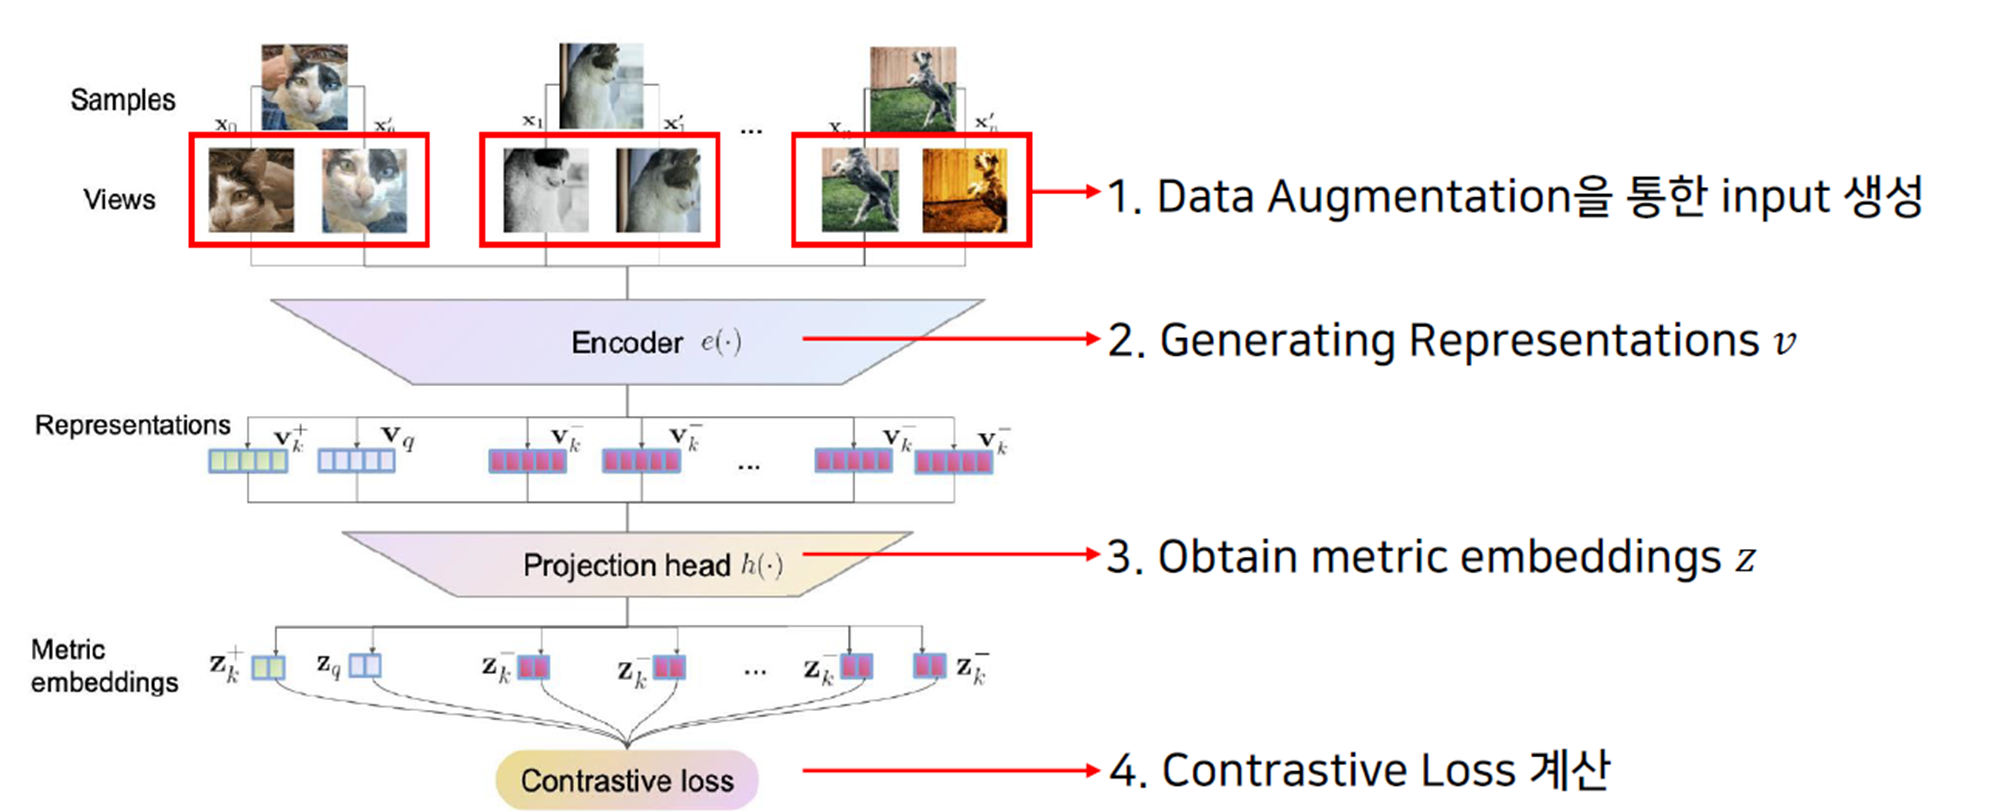 Samples
x₀
x′₀
x₁
x′₁
...
xₙ
x′ₙ
Views
1. Data Augmentation을 통한 input 생성
Encoder e(·)
2. Generating Representations v
Representations
v⁺ₖ
v_q
v⁻ₖ
v⁻ₖ
...
v⁻ₖ
v⁻ₖ
Projection head h(·)
3. Obtain metric embeddings z
Metric
embeddings
z⁺ₖ
z_q
z⁻ₖ
z⁻ₖ
...
z⁻ₖ
z⁻ₖ
Contrastive loss
4. Contrastive Loss 계산